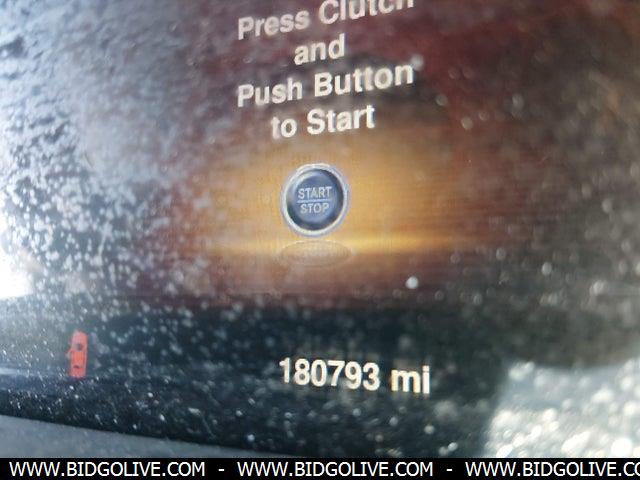 Press Clutch
and
Push Button
to Start
START
STOP
180793 mi
WWW.BIDGOLIVE.COM - WWW.BIDGOLIVE.COM - WWW.BIDGOLIVE.CO